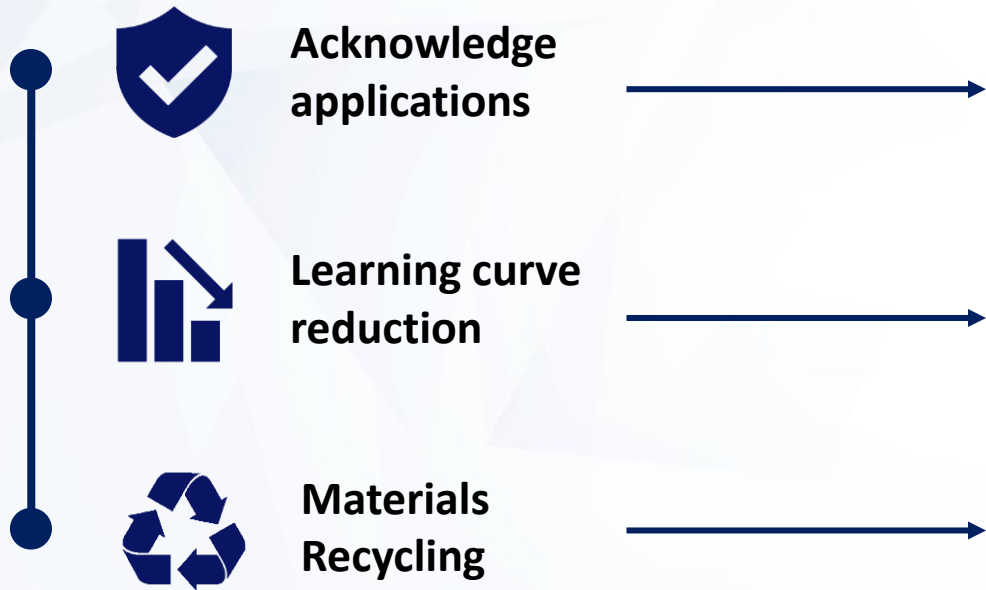 Acknowledge
applications
Learning curve
reduction
Materials
Recycling